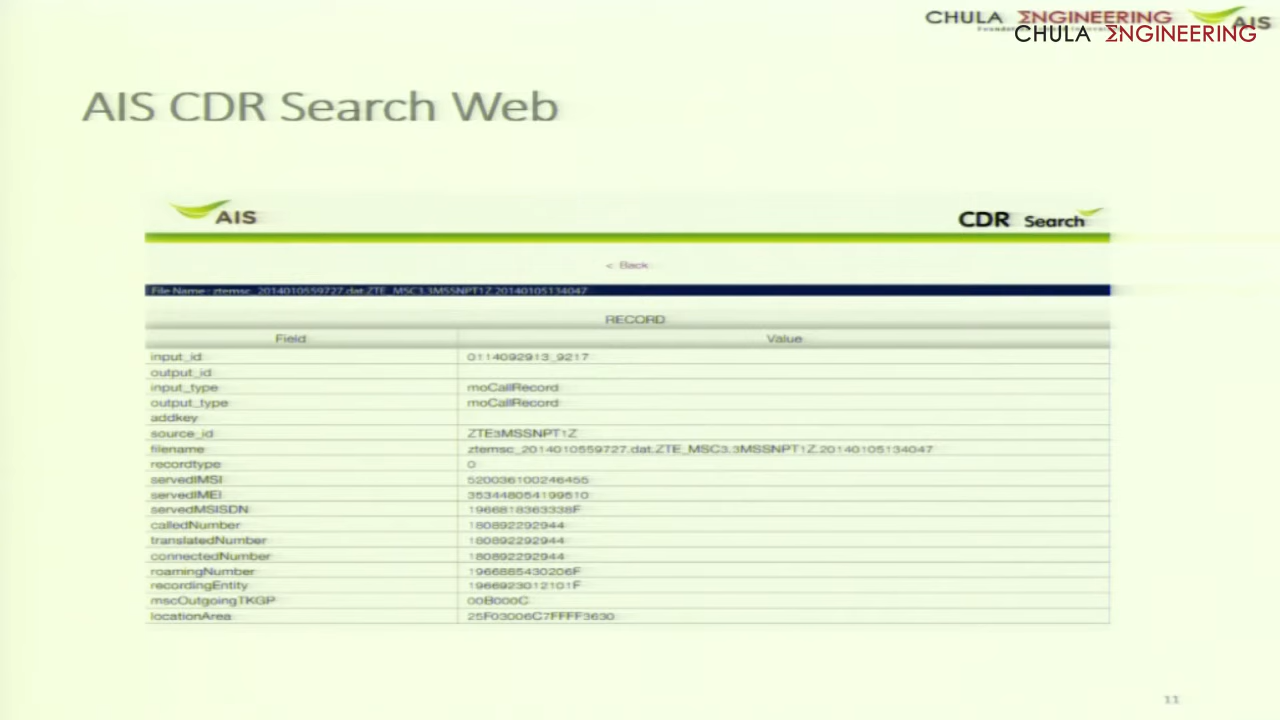 CHULA ΣNGINEERING
AIS
CHULA ΣNGINEERING
AIS CDR Search Web
AIS
CDR Search
< Back
File Name : ztemsc_2014010559727.dat.ZTE_MSC3.3MSSNPT1Z.20140105134047
RECORD
Field Value
input_id 0114092913_9217
output_id
input_type moCallRecord
output_type moCallRecord
addkey
source_id ZTE3MSSNPT1Z
filename ztemsc_2014010559727.dat.ZTE_MSC3.3MSSNPT1Z.20140105134047
recordtype 0
servedIMSI 520036100246455
servedIMEI 353448054199510
servedMSISDN 1966818363338F
calledNumber 180892292944
translatedNumber 180892292944
connectedNumber 180892292944
roamingNumber 1966885430206F
recordingEntity 1966923012101F
mscOutgoingTKGP 00B000C
locationArea 25F03006C7FFFF3630
11